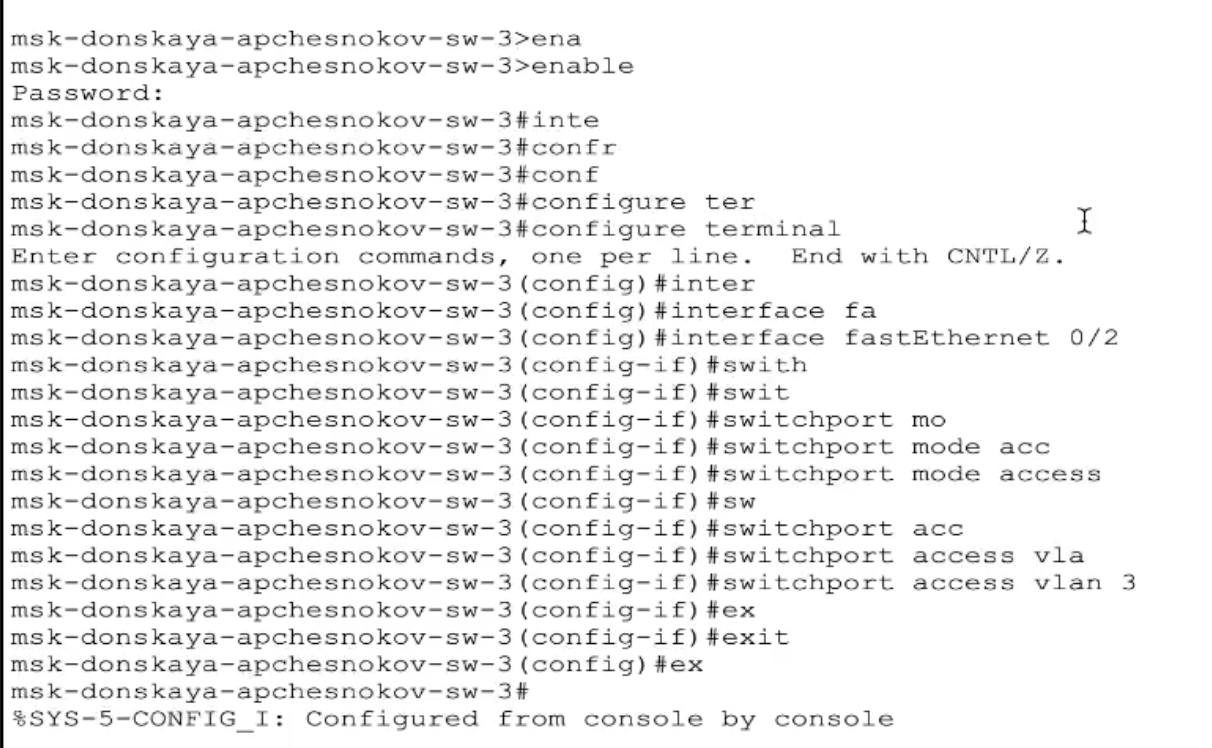 msk-donskaya-apchesnokov-sw-3>ena
msk-donskaya-apchesnokov-sw-3>enable
Password:
msk-donskaya-apchesnokov-sw-3#inte
msk-donskaya-apchesnokov-sw-3#confr
msk-donskaya-apchesnokov-sw-3#conf
msk-donskaya-apchesnokov-sw-3#configure ter
msk-donskaya-apchesnokov-sw-3#configure terminal
Enter configuration commands, one per line.  End with CNTL/Z.
msk-donskaya-apchesnokov-sw-3(config)#inter
msk-donskaya-apchesnokov-sw-3(config)#interface fa
msk-donskaya-apchesnokov-sw-3(config)#interface fastEthernet 0/2
msk-donskaya-apchesnokov-sw-3(config-if)#swith
msk-donskaya-apchesnokov-sw-3(config-if)#swit
msk-donskaya-apchesnokov-sw-3(config-if)#switchport mo
msk-donskaya-apchesnokov-sw-3(config-if)#switchport mode acc
msk-donskaya-apchesnokov-sw-3(config-if)#switchport mode access
msk-donskaya-apchesnokov-sw-3(config-if)#sw
msk-donskaya-apchesnokov-sw-3(config-if)#switchport acc
msk-donskaya-apchesnokov-sw-3(config-if)#switchport access vla
msk-donskaya-apchesnokov-sw-3(config-if)#switchport access vlan 3
msk-donskaya-apchesnokov-sw-3(config-if)#ex
msk-donskaya-apchesnokov-sw-3(config-if)#exit
msk-donskaya-apchesnokov-sw-3(config)#ex
msk-donskaya-apchesnokov-sw-3#
%SYS-5-CONFIG_I: Configured from console by console